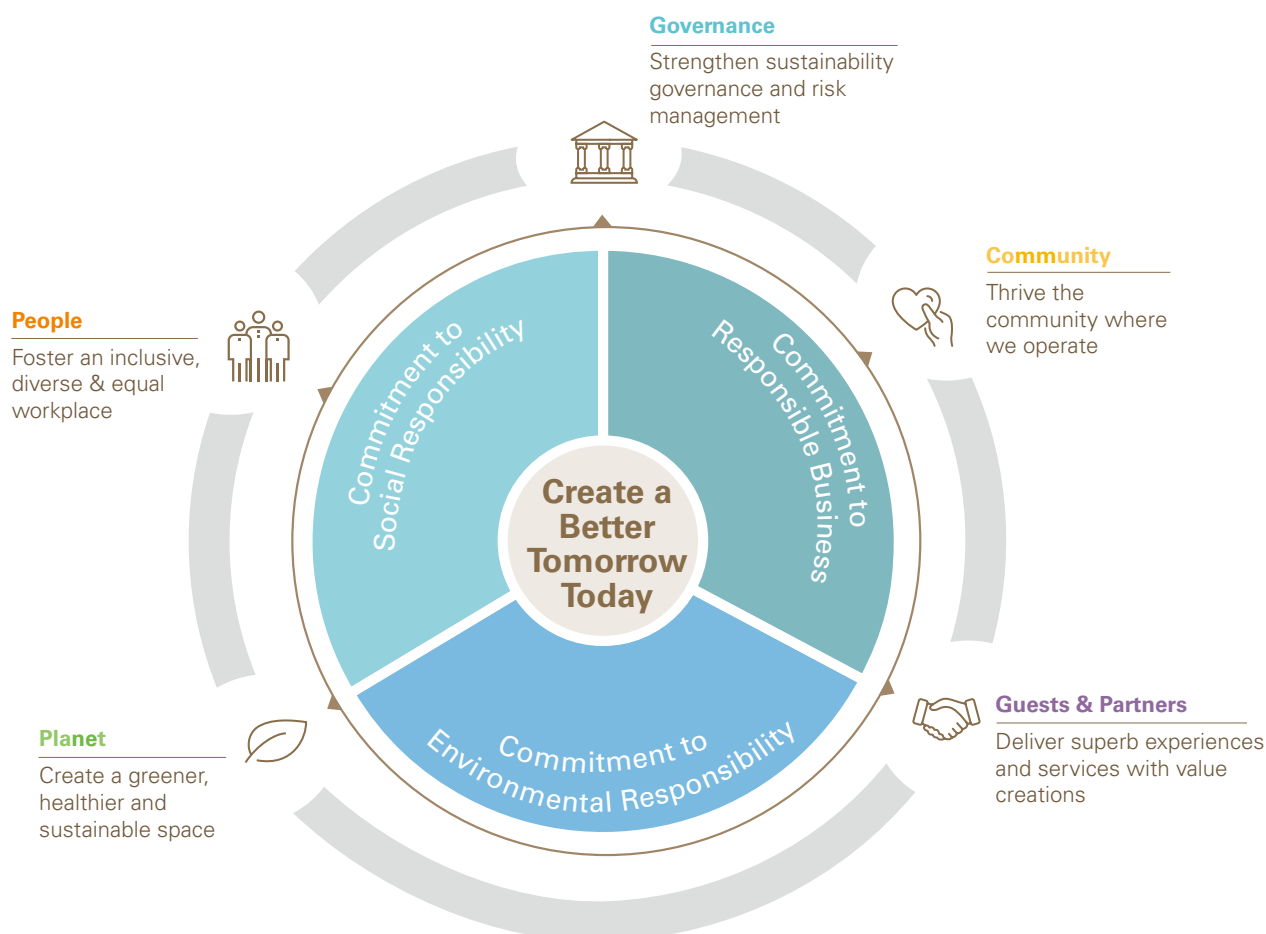 Governance
Strengthen sustainability
governance and risk
management
Community
Thrive the
community where
we operate
People
Foster an inclusive,
diverse & equal
workplace
Commitment to
Social Responsibility
Commitment to
Responsible Business
Create a
Better
Tomorrow
Today
Commitment to
Environmental Responsibility
Guests & Partners
Deliver superb experiences
and services with value
creations
Planet
Create a greener,
healthier and
sustainable space